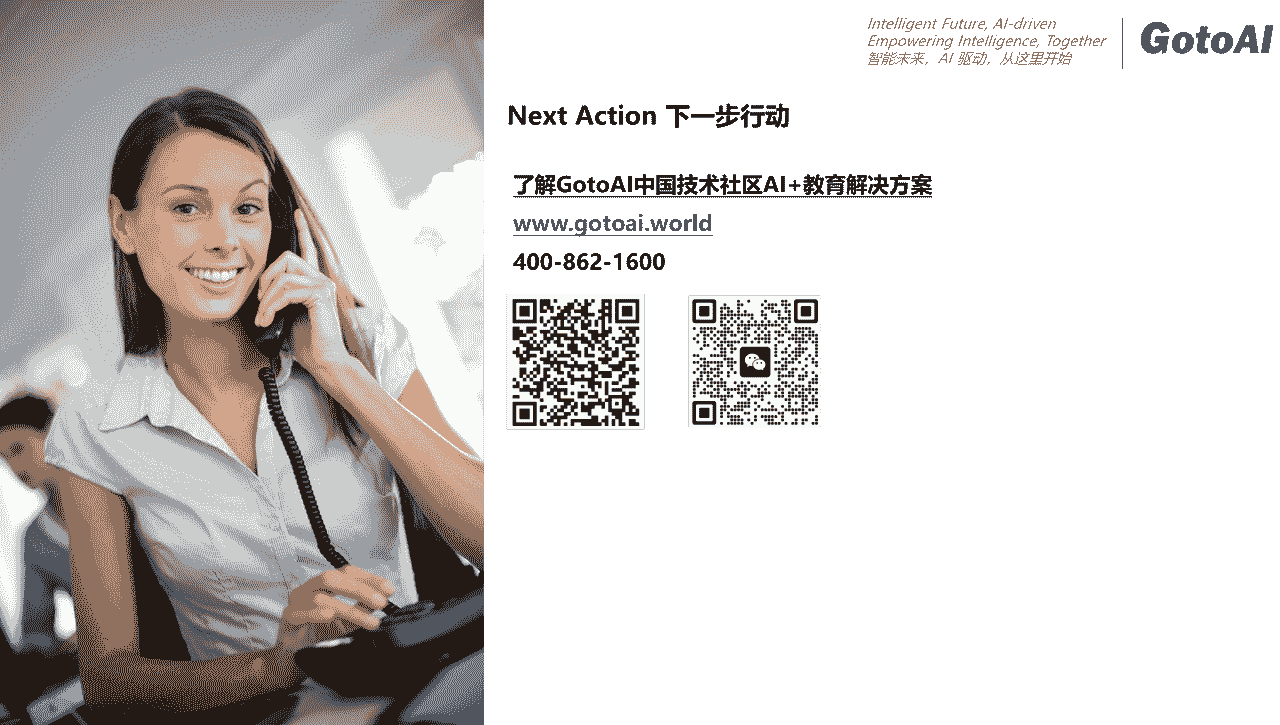 Intelligent Future, AI-driven
Empowering Intelligence, Together
智能未来，AI 驱动，从这里开始
GotoAI
Next Action 下一步行动
了解GotoAI中国技术社区AI+教育解决方案
www.gotoai.world
400-862-1600